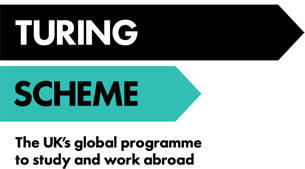 TURING
SCHEME
The UK's global programme
to study and work abroad